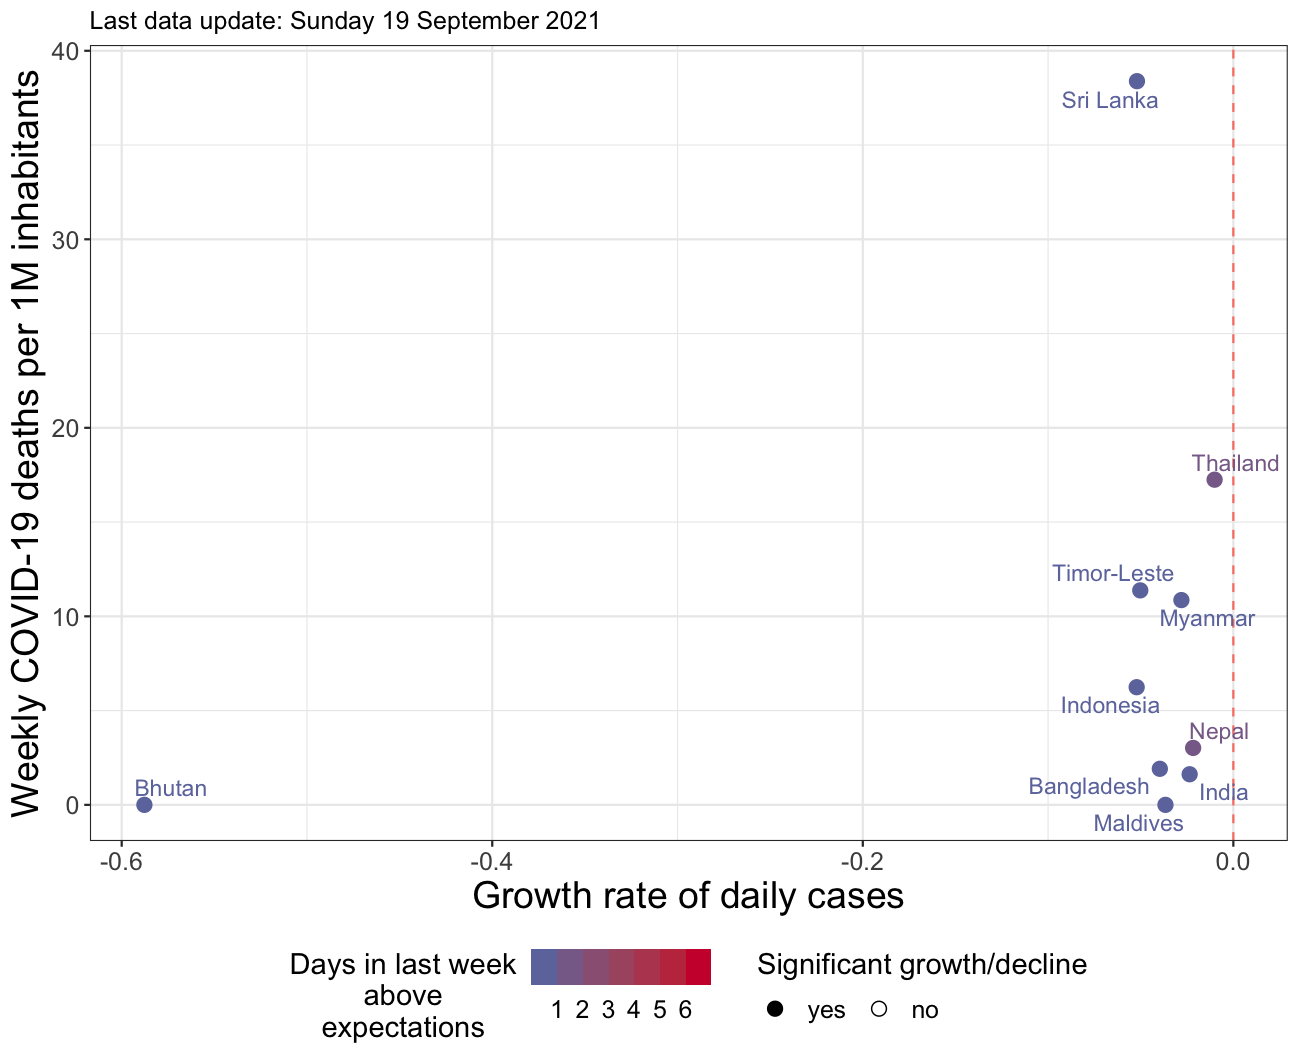 Last data update: Sunday 19 September 2021
Weekly COVID-19 deaths per 1M inhabitants
40
30
20
10
0
Sri Lanka
Thailand
Timor-Leste
Myanmar
Indonesia
Nepal
Bangladesh
India
Bhutan
Maldives
-0.6 -0.4 -0.2 0.0
Growth rate of daily cases
Days in last week
above
expectations
1 2 3 4 5 6
Significant growth/decline
yes no